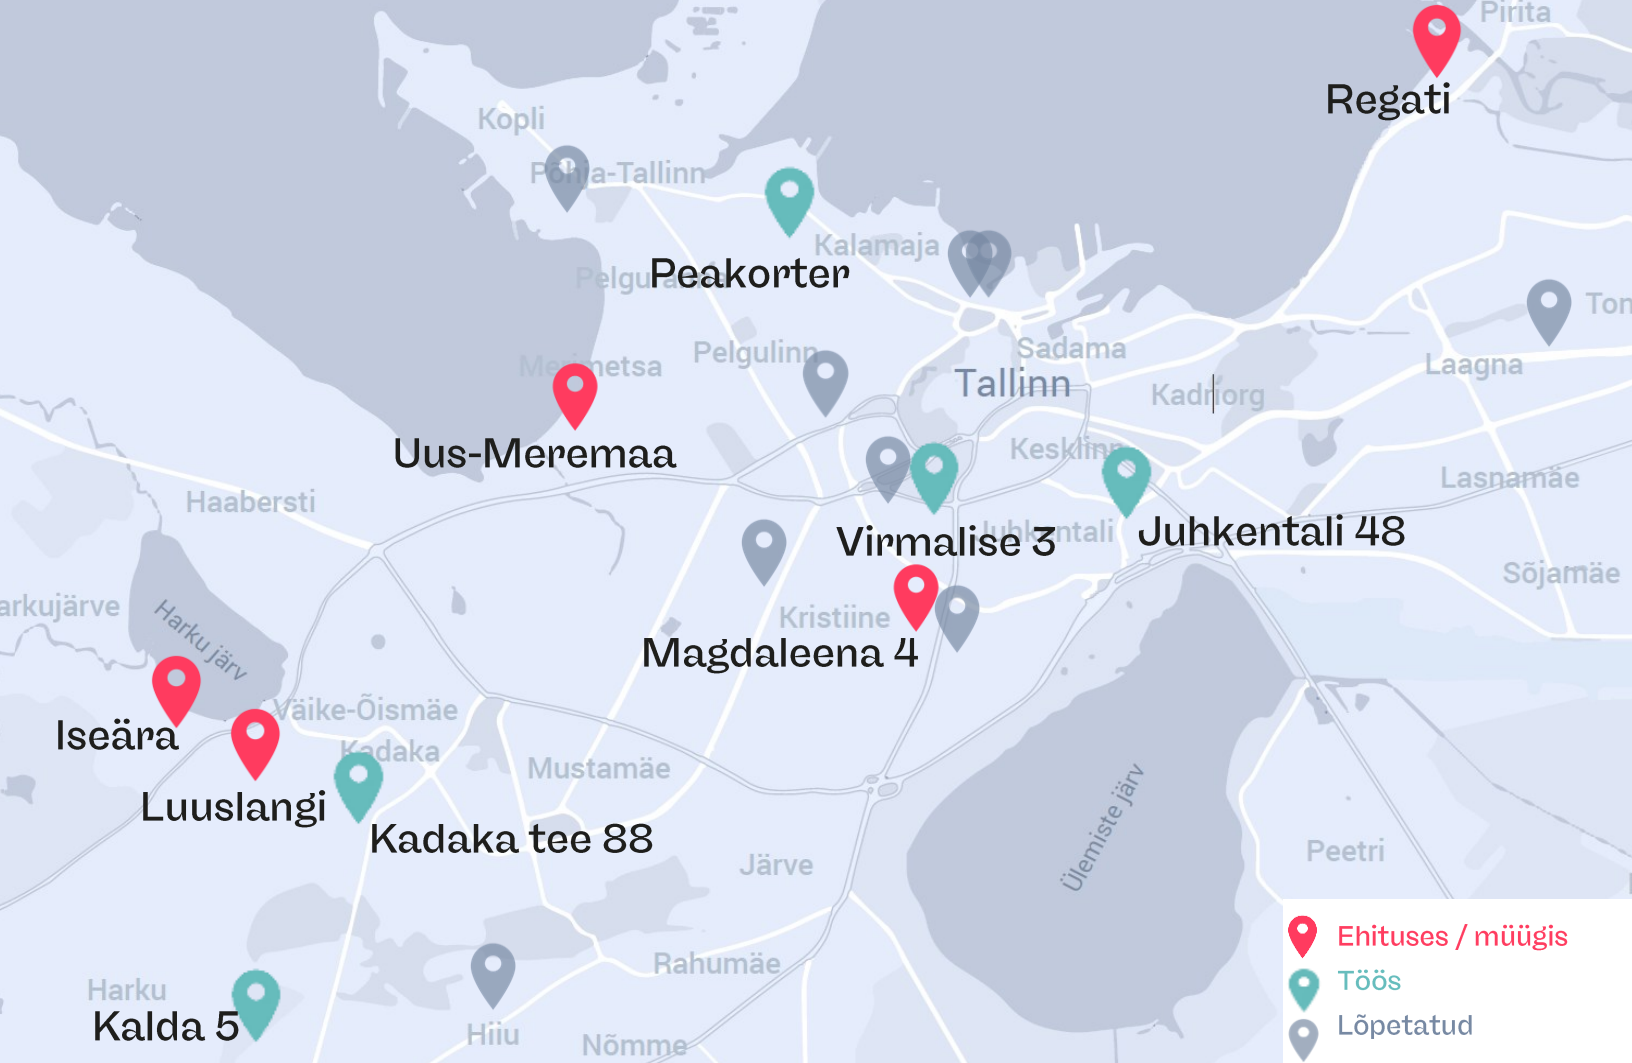 Pirita
Regati
Kopli
Põhja-Tallinn
Kalamaja
Peakorter
Laagna
Sadama
Pelgulinn
Merimetsa
Tallinn
Kadriorg
Uus-Meremaa
Kesklinn
Lasnamäe
Haabersti
Juhkentali
Virmalise 3
Juhkentali 48
Sõjamäe
Harku järv
Kristiine
Magdaleena 4
Iseära
Väike-Õismäe
Kadaka
Mustamäe
Luuslangi
Kadaka tee 88
Ülemiste järv
Peetri
Järve
Rahumäe
Harku
Kalda 5
Hiiu
Nõmme
Ehituses / müügis
Töös
Lõpetatud